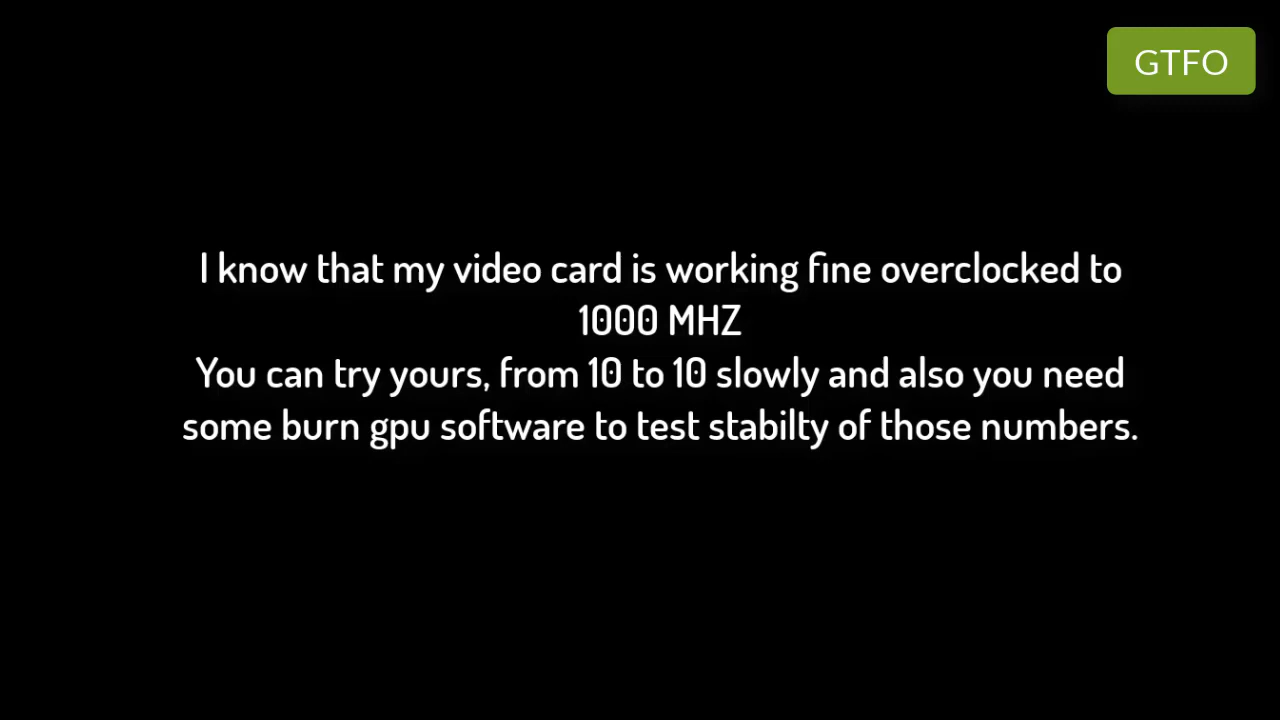 GTFO
I know that my video card is working fine overclocked to
1000 MHZ
You can try yours, from 10 to 10 slowly and also you need
some burn gpu software to test stabilty of those numbers.